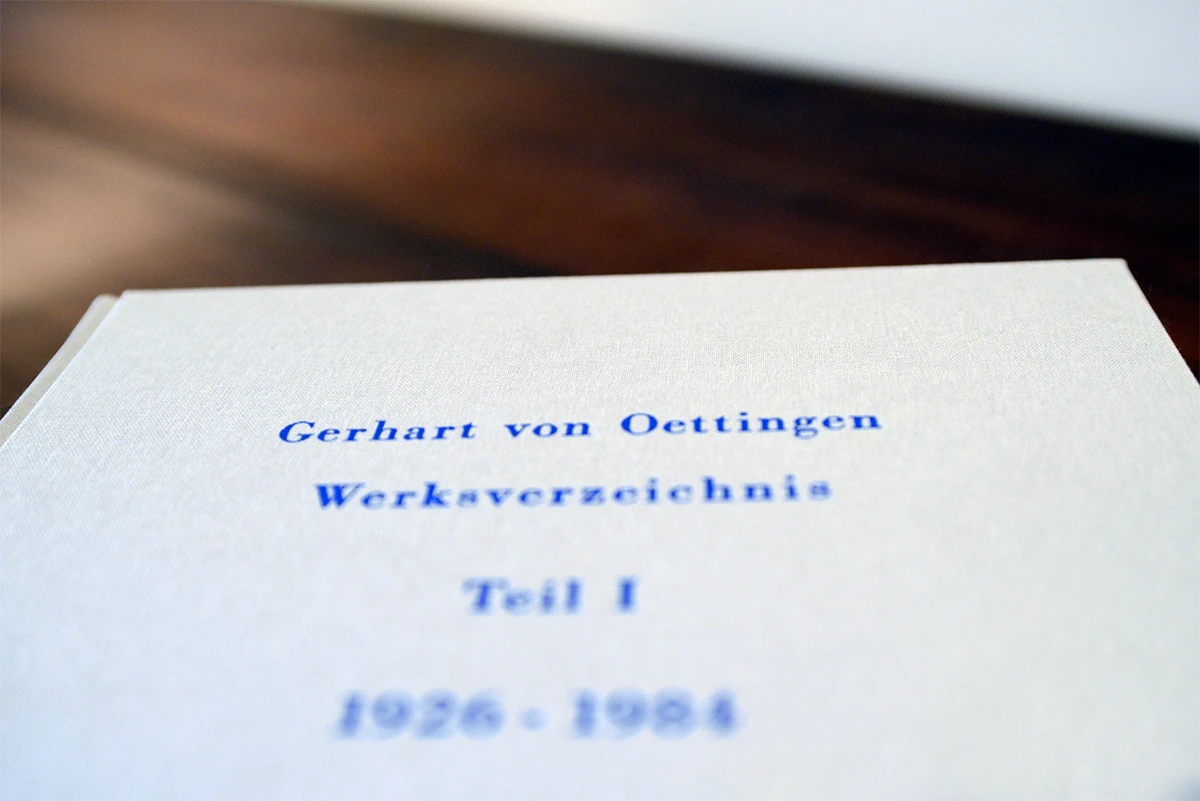 Gerhart von Oettingen
Werksverzeichnis
Teil I
1926 - 1984